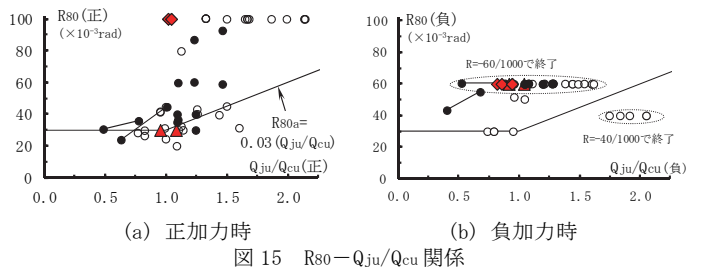 R80(正)
(×10⁻³rad)
100
80
60
40
20
0
0.0 0.5 1.0 1.5 2.0
R80a=
0.03(Qju/Qcu)
Qju/Qcu(正)
(a) 正加力時
R80(負)
(×10⁻³rad)
100
80
60
40
20
0
0.0 0.5 1.0 1.5 2.0
R=-60/1000で終了
R=-40/1000で終了
Qju/Qcu(負)
(b) 負加力時
図 15 R80－Qju/Qcu 関係